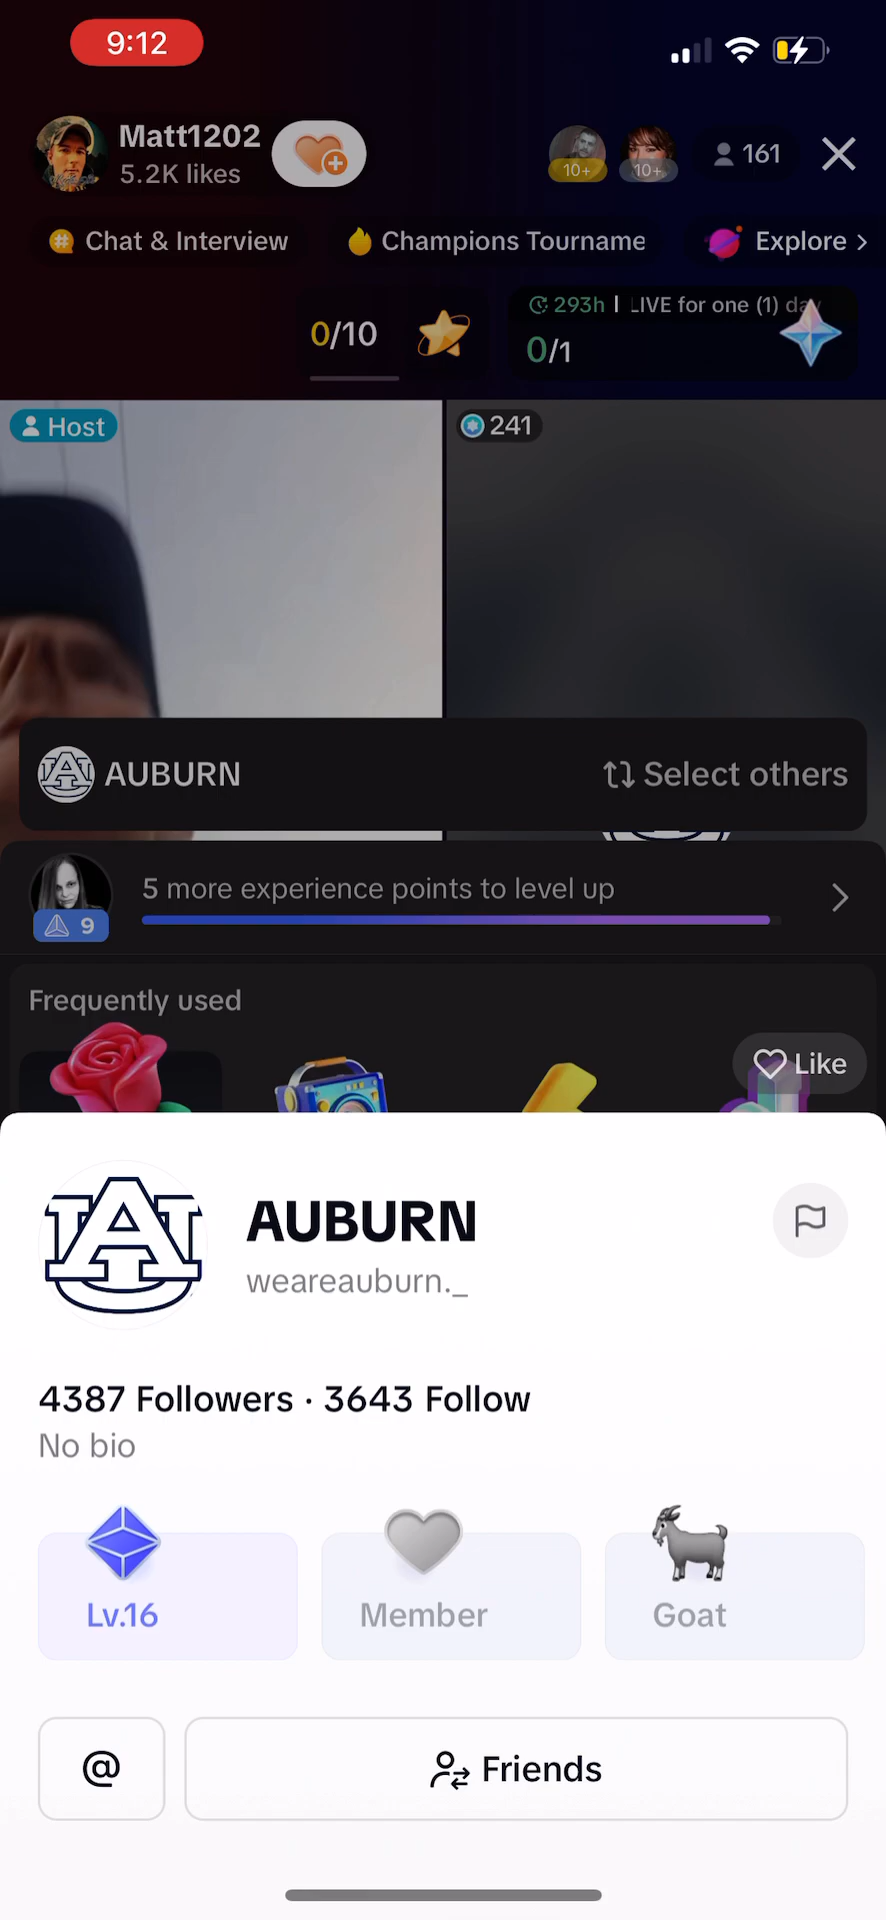 9:12
Matt1202
5.2K likes
10+
10+
161
Chat & Interview
Champions Tourname
Explore >
0/10
293h | LIVE for one (1) day
0/1
Host
241
AUBURN
Select others
5 more experience points to level up
9
Frequently used
Like
AUBURN
weareauburn._
4387 Followers · 3643 Follow
No bio
Lv.16
Member
Goat
@
Friends